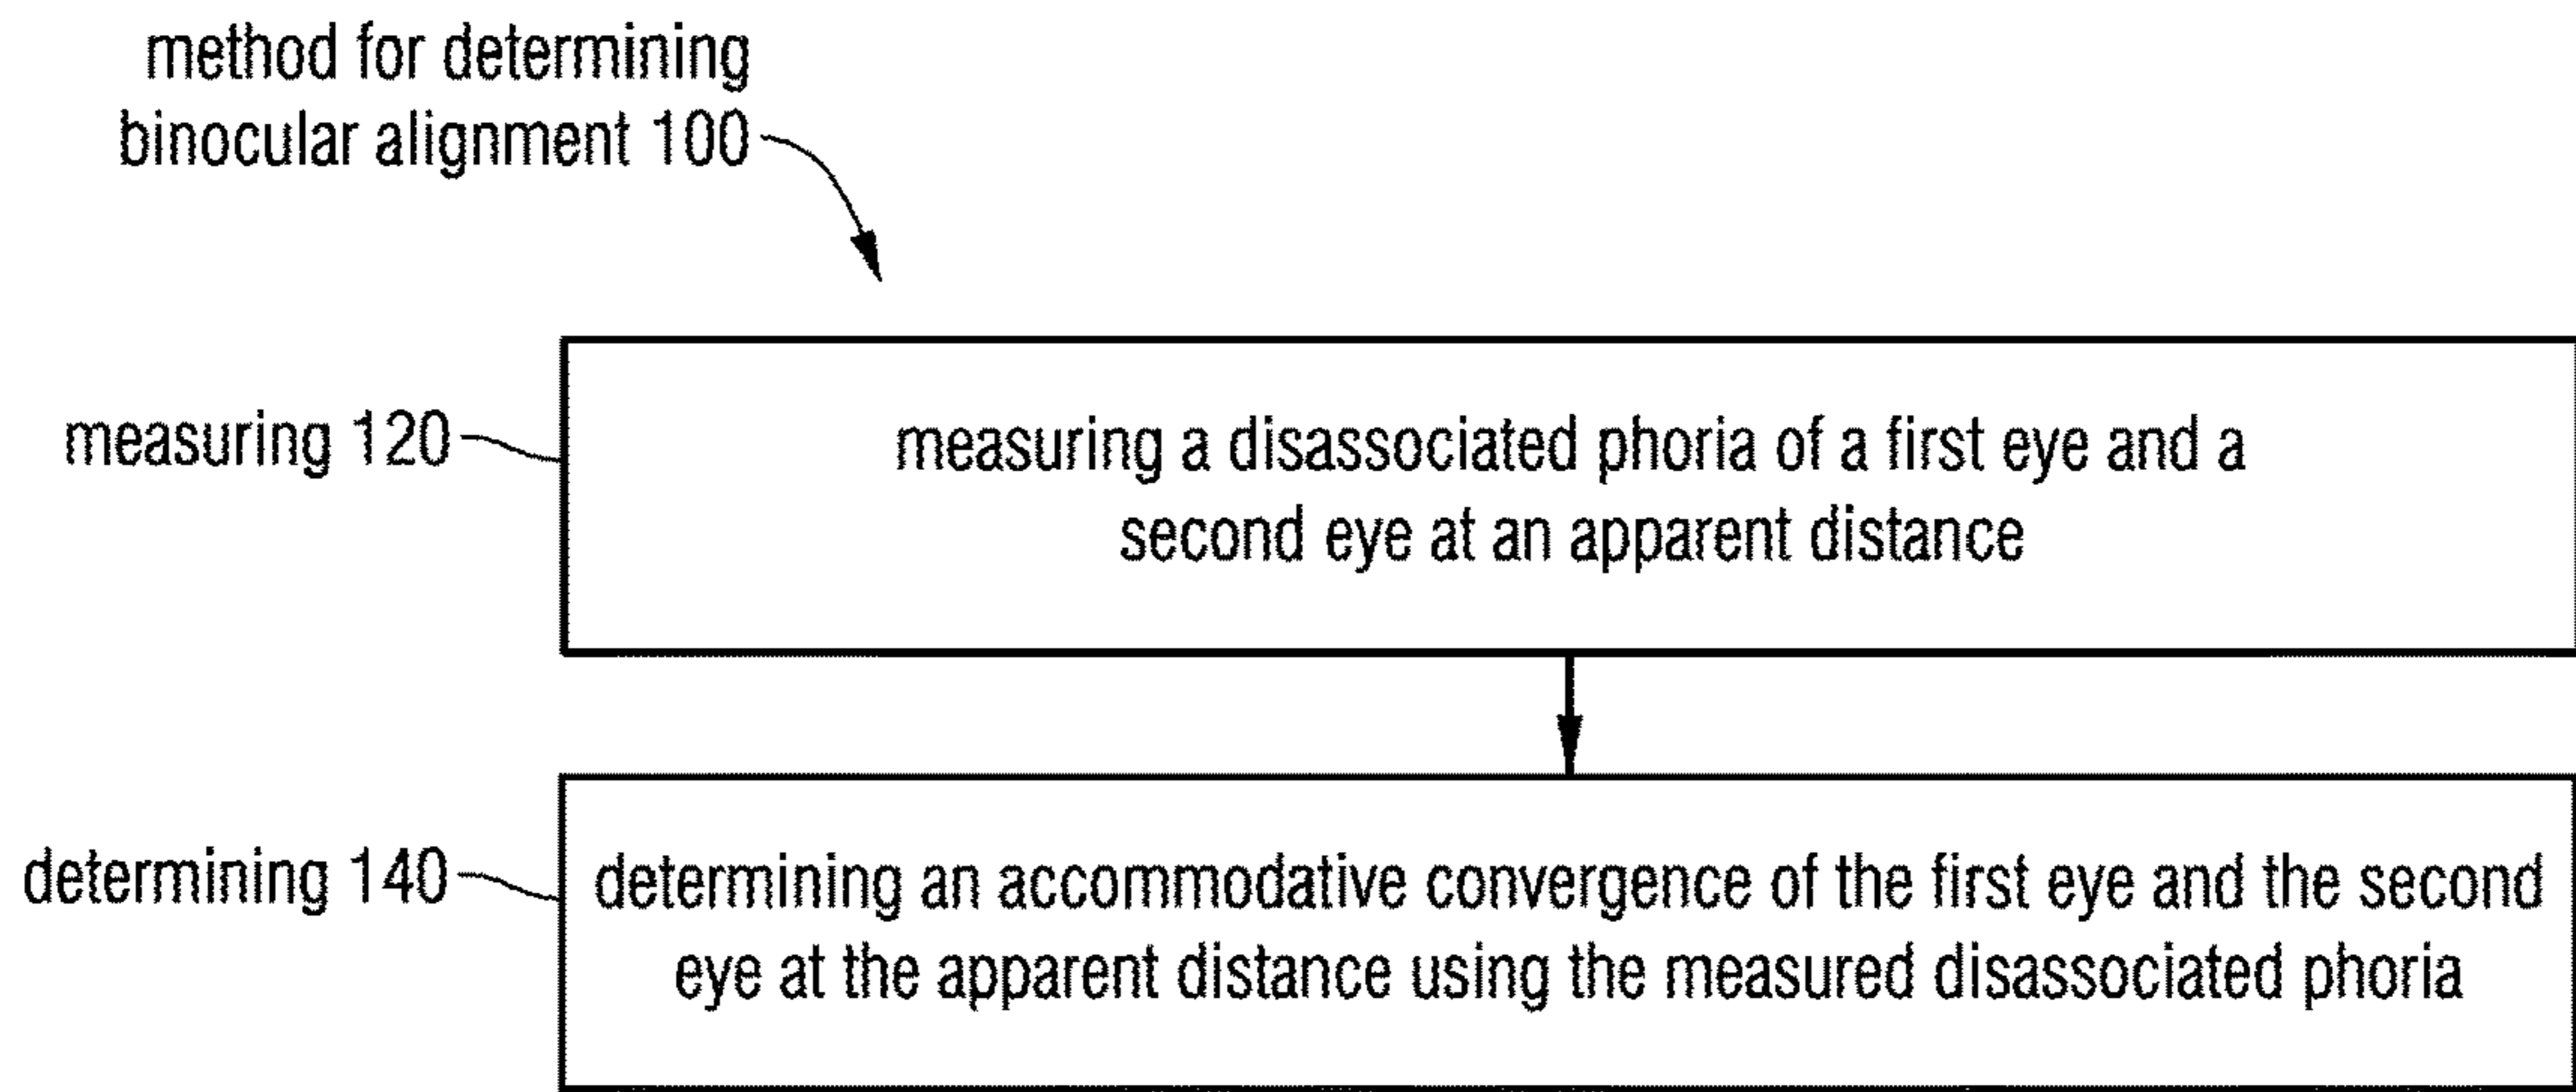 method for determining
binocular alignment 100
measuring 120
measuring a disassociated phoria of a first eye and a
second eye at an apparent distance
determining 140
determining an accommodative convergence of the first eye and the second
eye at the apparent distance using the measured disassociated phoria